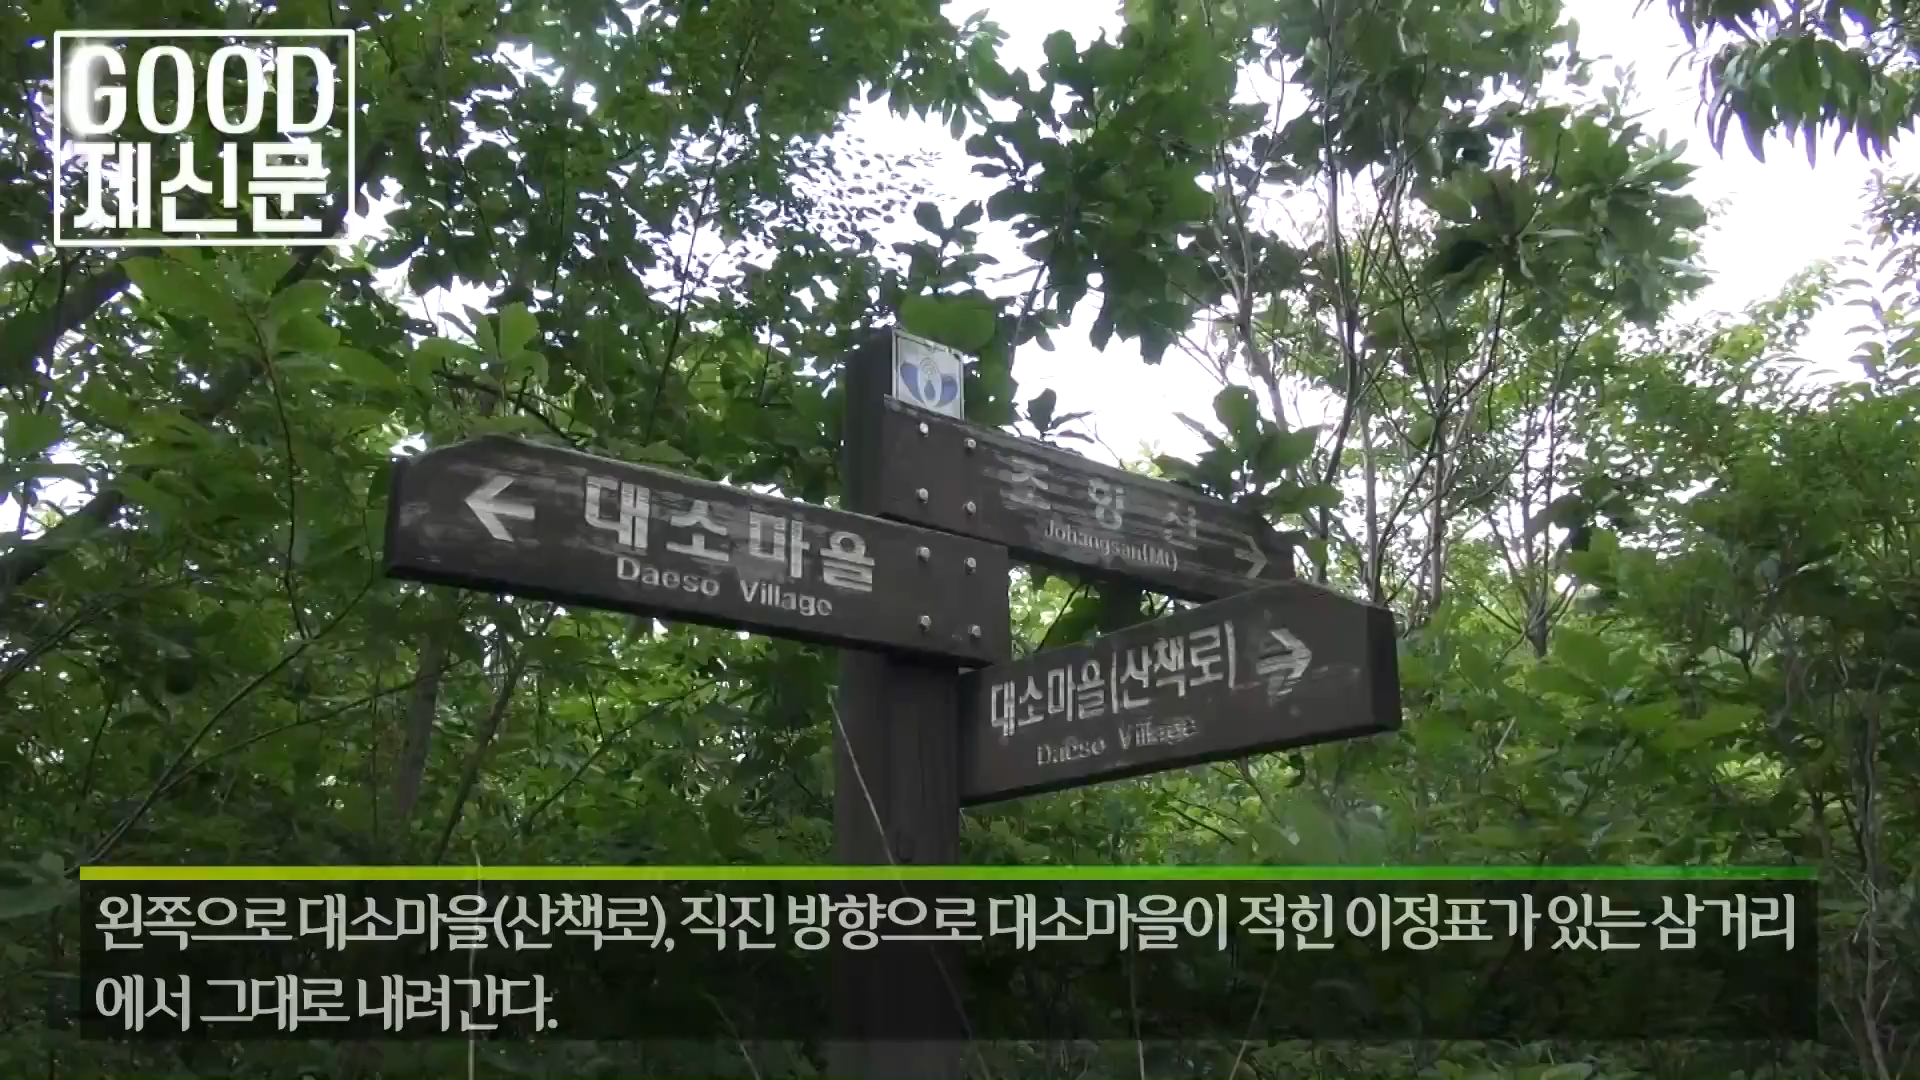 GOOD
제신문
조 항 산
Johangsan(Mt)
대소마을
Daeso Village
대소마을(산책로)
Daeso Village
왼쪽으로 대소마을(산책로), 직진 방향으로 대소마을이 적힌 이정표가 있는 삼거리
에서 그대로 내려간다.